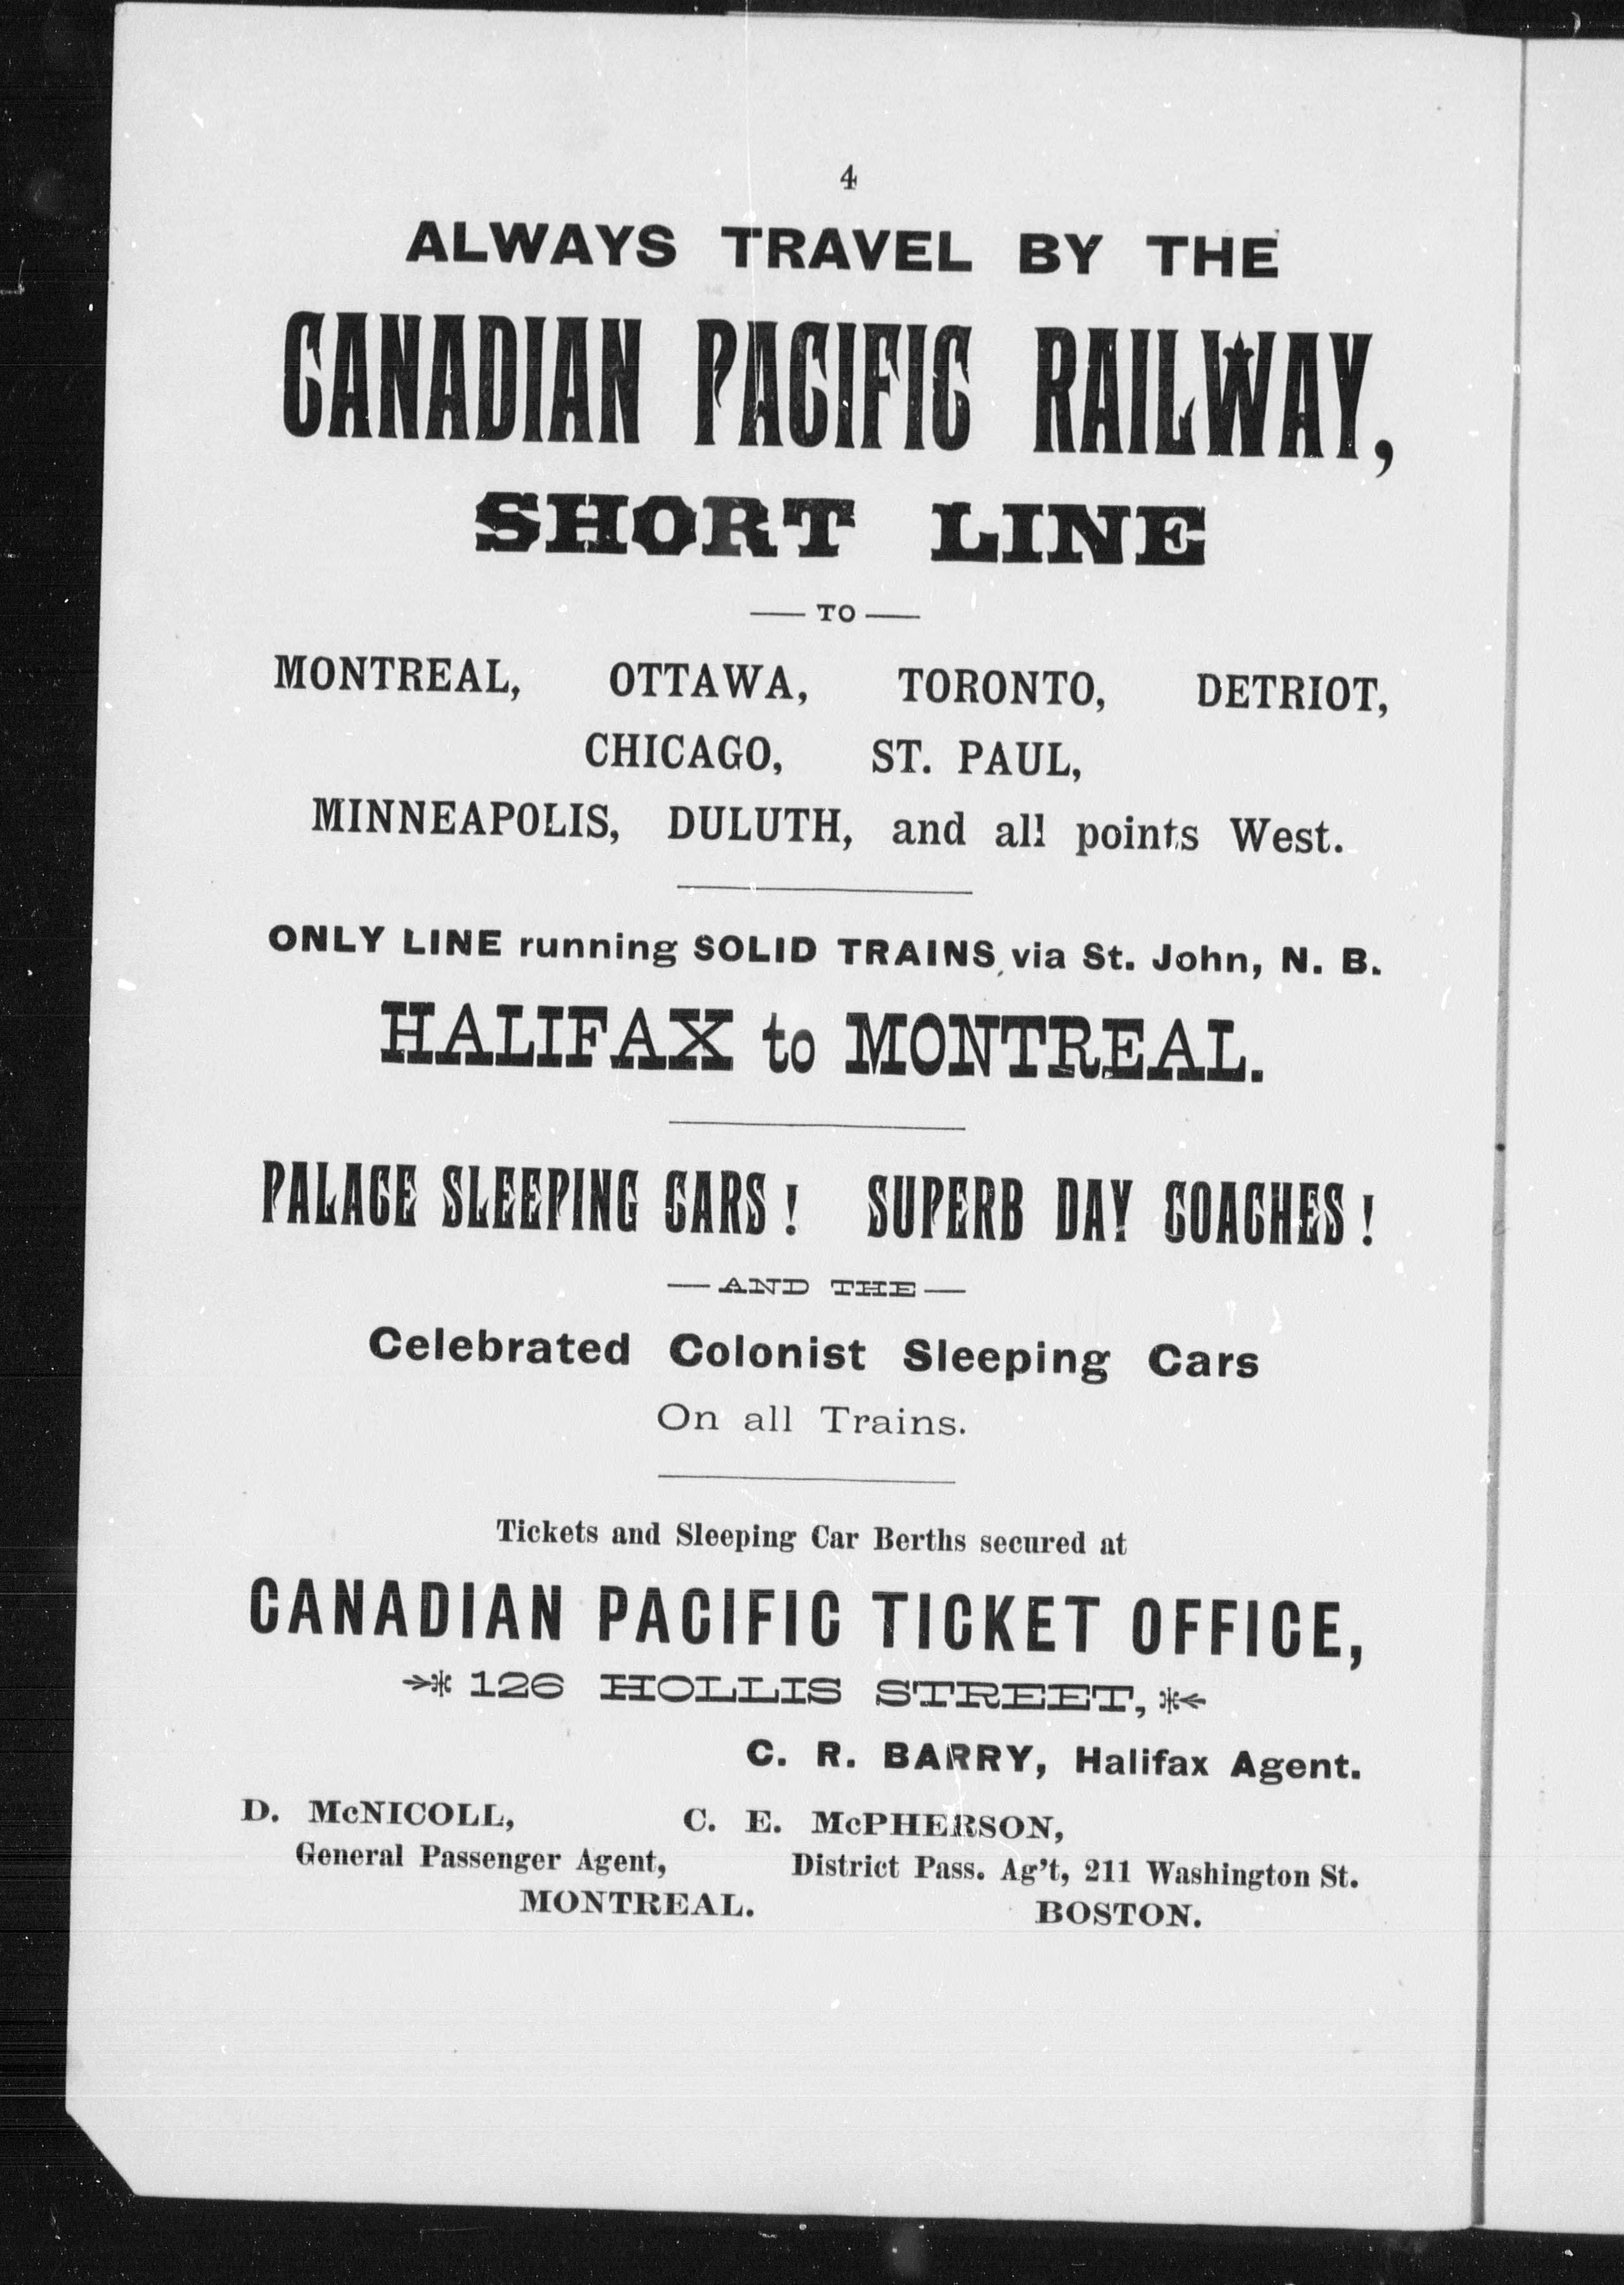 4
ALWAYS TRAVEL BY THE
CANADIAN PACIFIC RAILWAY,
SHORT LINE
— TO —
MONTREAL, OTTAWA, TORONTO, DETRIOT,
CHICAGO, ST. PAUL,
MINNEAPOLIS, DULUTH, and all points West.
ONLY LINE running SOLID TRAINS via St. John, N. B.
HALIFAX to MONTREAL.
PALACE SLEEPING CARS! SUPERB DAY COACHES!
— AND THE —
Celebrated Colonist Sleeping Cars
On all Trains.
Tickets and Sleeping Car Berths secured at
CANADIAN PACIFIC TICKET OFFICE,
126 HOLLIS STREET,
C. R. BARRY, Halifax Agent.
D. McNICOLL, C. E. McPHERSON,
General Passenger Agent, District Pass. Ag't, 211 Washington St.
MONTREAL. BOSTON.